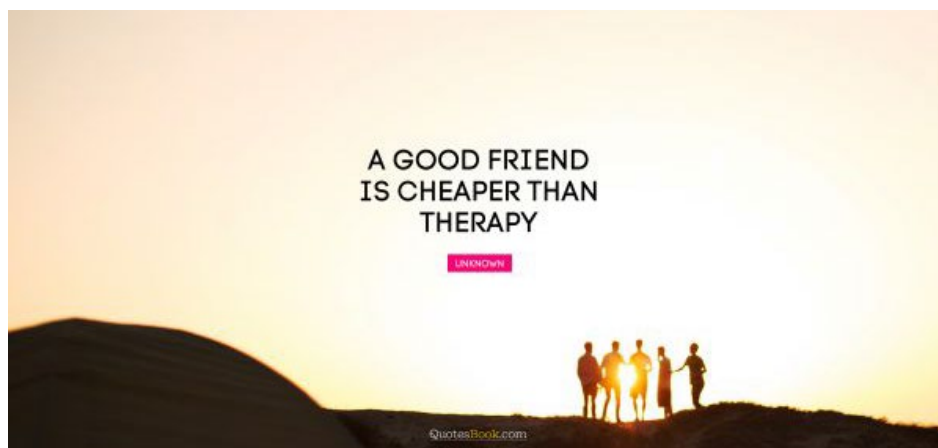 A GOOD FRIEND
IS CHEAPER THAN
THERAPY
UNKNOWN
QuotesBook.com